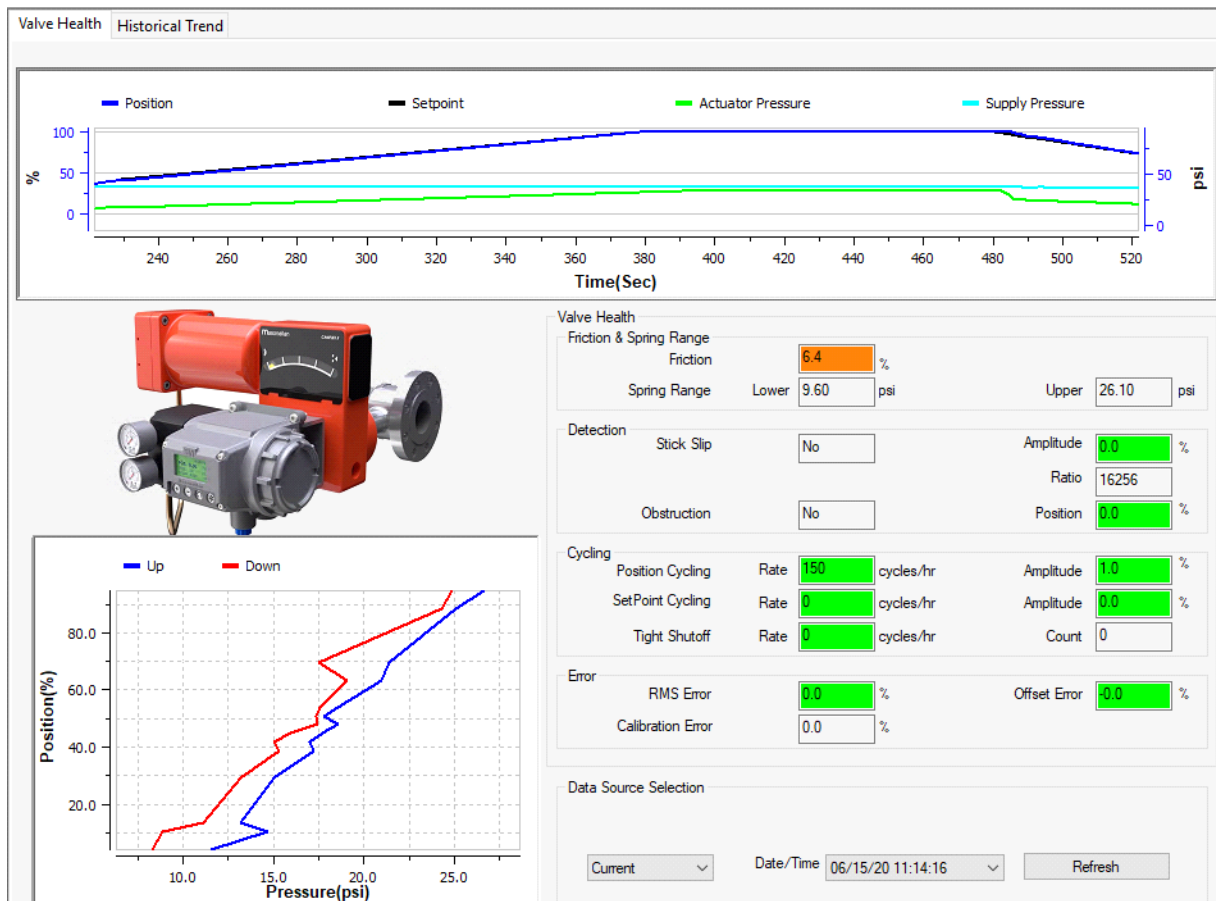 Valve Health Historical Trend
Position Setpoint Actuator Pressure Supply Pressure
100
50
0
%
50
0
psi
240 260 280 300 320 340 360 380 400 420 440 460 480 500 520
Time(Sec)
Masoneilan
Valve Health
Friction & Spring Range
Friction 6.4 %
Spring Range Lower 9.60 psi Upper 26.10 psi
Detection
Stick Slip No Amplitude 0.0 %
Ratio 16256
Obstruction No Position 0.0 %
Cycling
Position Cycling Rate 150 cycles/hr Amplitude 1.0 %
SetPoint Cycling Rate 0 cycles/hr Amplitude 0.0 %
Tight Shutoff Rate 0 cycles/hr Count 0
Error
RMS Error 0.0 % Offset Error -0.0 %
Calibration Error 0.0 %
Data Source Selection
Current Date/Time 06/15/20 11:14:16 Refresh
Up Down
80.0
60.0
40.0
20.0
Position(%)
10.0 15.0 20.0 25.0
Pressure(psi)